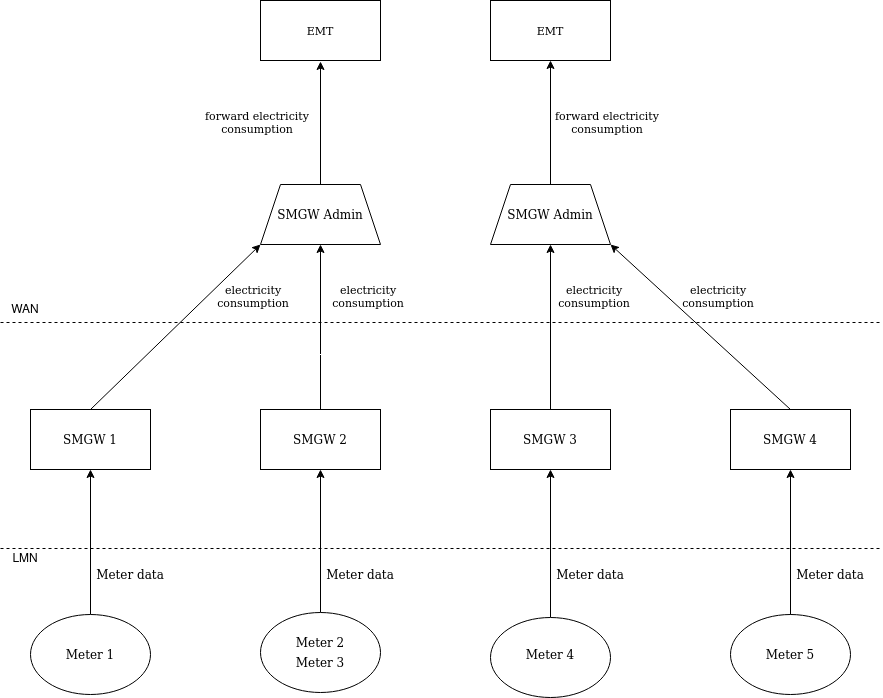 EMT
EMT
forward electricity
consumption
forward electricity
consumption
SMGW Admin
SMGW Admin
electricity
consumption
electricity
consumption
electricity
consumption
electricity
consumption
WAN
SMGW 1
SMGW 2
SMGW 3
SMGW 4
LMN
Meter data
Meter data
Meter data
Meter data
Meter 1
Meter 2
Meter 3
Meter 4
Meter 5